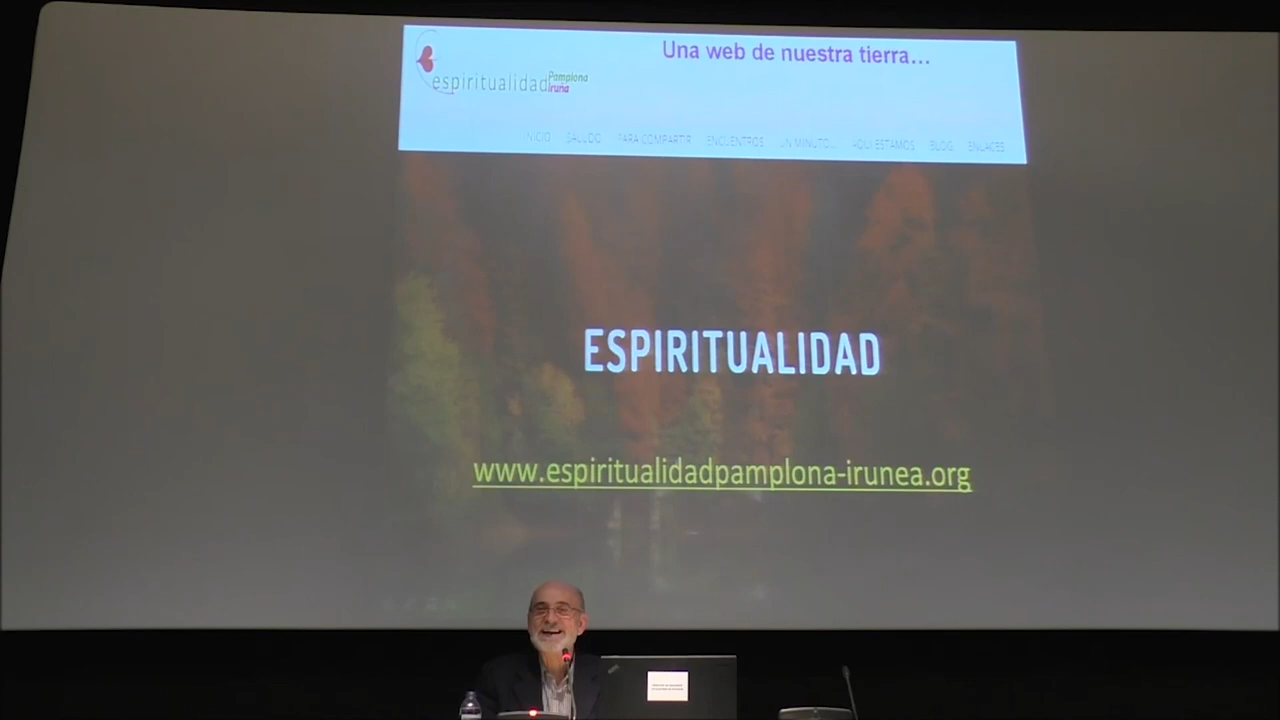 Una web de nuestra tierra...
espiritualidad Pamplona
Iruña
INICIO SALUDO PARA COMPARTIR ENCUENTROS UN MINUTO... AQUÍ ESTAMOS BLOG ENLACES
ESPIRITUALIDAD
www.espiritualidadpamplona-irunea.org